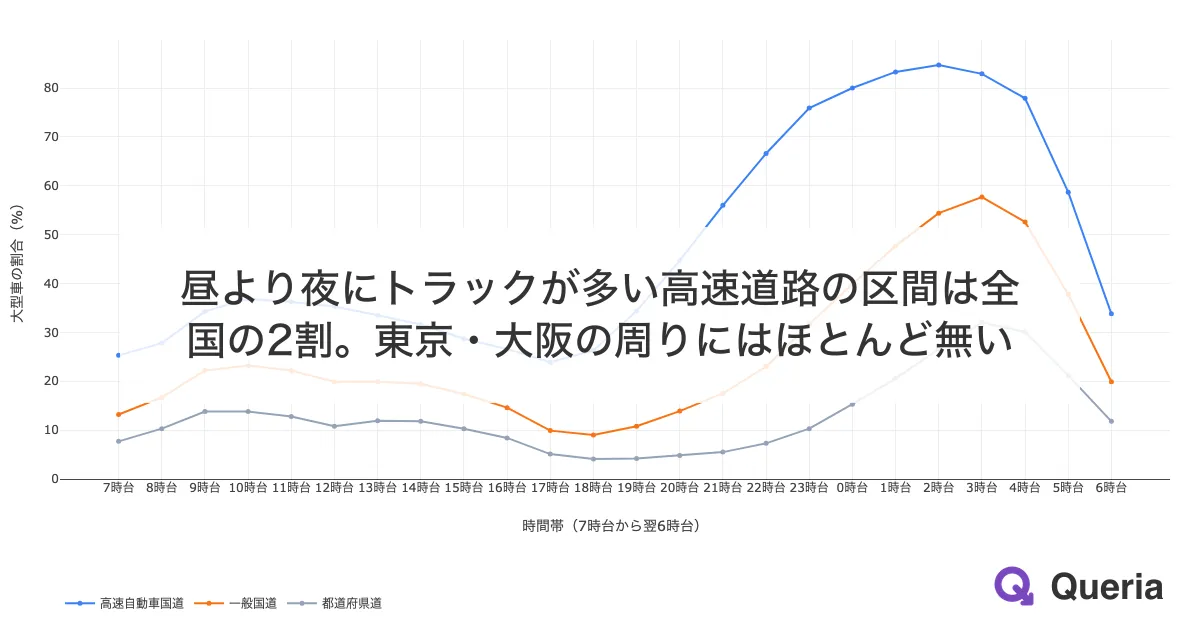 80
70
60
50
40
30
20
10
0
大型車の割合（%）
昼より夜にトラックが多い高速道路の区間は全
国の2割。東京・大阪の周りにはほとんど無い
7時台 8時台 9時台 10時台 11時台 12時台 13時台 14時台 15時台 16時台 17時台 18時台 19時台 20時台 21時台 22時台 23時台 0時台 1時台 2時台 3時台 4時台 5時台 6時台
時間帯（7時台から翌6時台）
高速自動車国道 一般国道 都道府県道
Queria